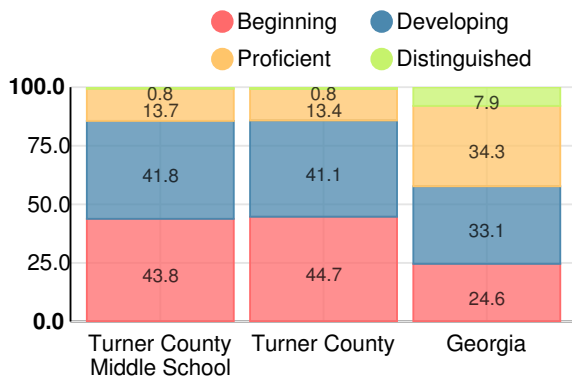 Beginning
Developing
Proficient
Distinguished
100.0
75.0
50.0
25.0
0.0
0.8
13.7
41.8
43.8
0.8
13.4
41.1
44.7
7.9
34.3
33.1
24.6
Turner County
Middle School
Turner County
Georgia